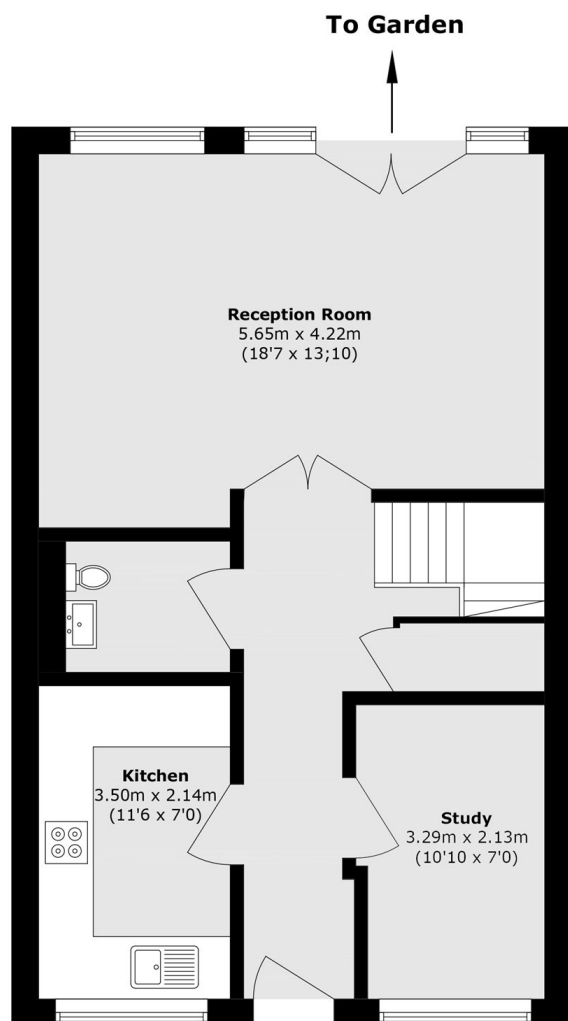 To Garden
Reception Room
5.65m x 4.22m
(18'7 x 13;10)
Kitchen
3.50m x 2.14m
(11'6 x 7'0)
Study
3.29m x 2.13m
(10'10 x 7'0)